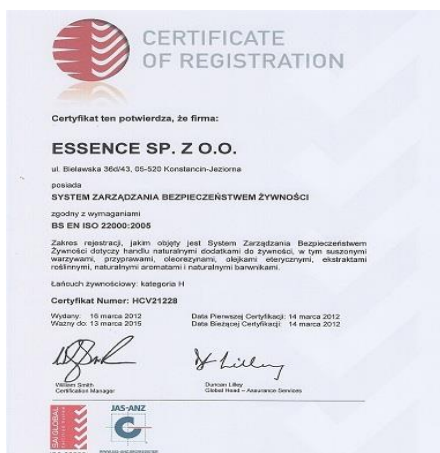 CERTIFICATE
OF REGISTRATION
Certyfikat ten potwierdza, że firma:
ESSENCE SP. Z O.O.
ul. Bielawska 36d/43, 05-520 Konstancin-Jeziorna
posiada
SYSTEM ZARZĄDZANIA BEZPIECZEŃSTWEM ŻYWNOŚCI
zgodny z wymaganiami
BS EN ISO 22000:2005
Zakres rejestracji, jakim objęty jest System Zarządzania Bezpieczeństwem
Żywności dotyczy handlu naturalnymi dodatkami do żywności, w tym suszonymi
warzywami, przyprawami, oleorezynami, olejkami eterycznymi, ekstraktami
roślinnymi, naturalnymi aromatami i naturalnymi barwnikami.
Łańcuch żywnościowy: kategoria H
Certyfikat Numer: HCV21228
Wydany: 16 marca 2012 Data Pierwszej Certyfikacji: 14 marca 2012
Ważny do: 13 marca 2015 Data Bieżącej Certyfikacji: 14 marca 2012
William Smith Duncan Lilley
Certification Manager Global Head – Assurance Services
SAI GLOBAL
JAS-ANZ